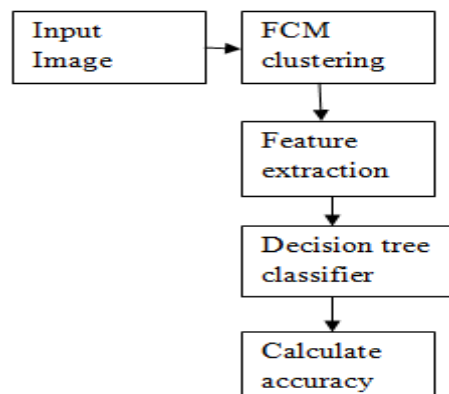 Input
Image
FCM
clustering
Feature
extraction
Decision tree
classifier
Calculate
accuracy